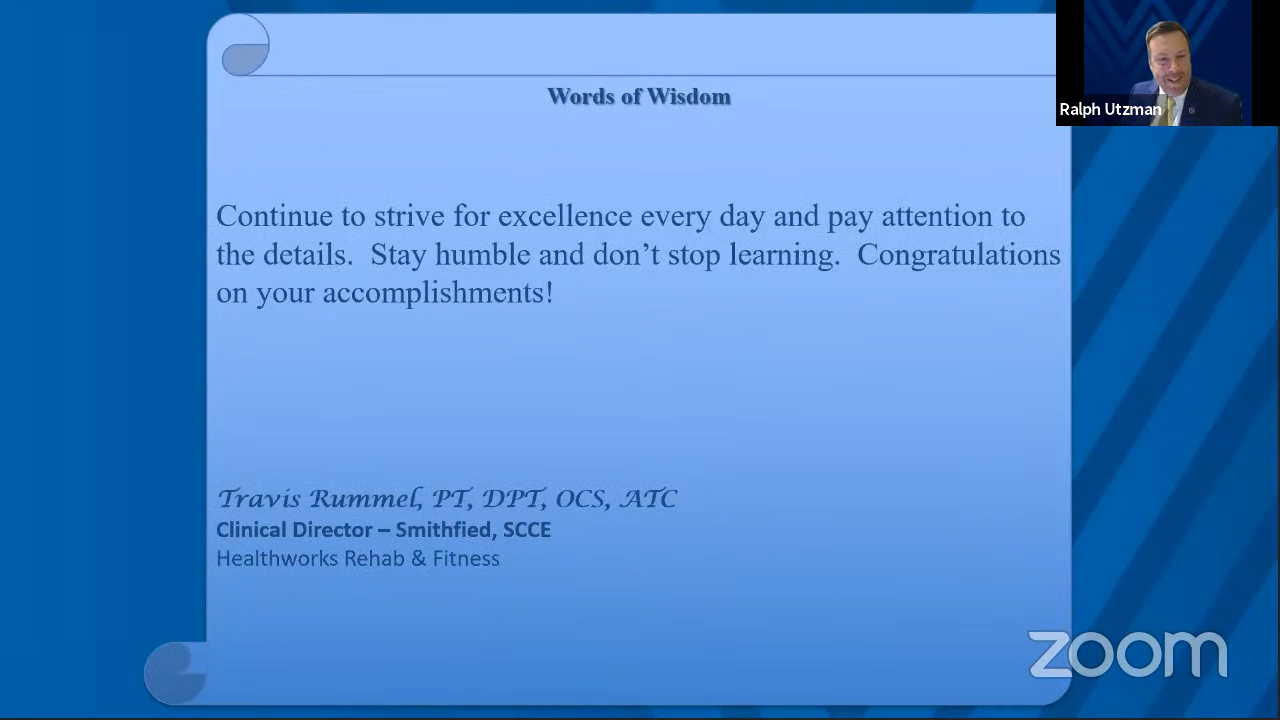 Words of Wisdom
Ralph Utzman
Continue to strive for excellence every day and pay attention to
the details.  Stay humble and don’t stop learning.  Congratulations
on your accomplishments!
Travis Rummel, PT, DPT, OCS, ATC
Clinical Director – Smithfied, SCCE
Healthworks Rehab & Fitness
zoom